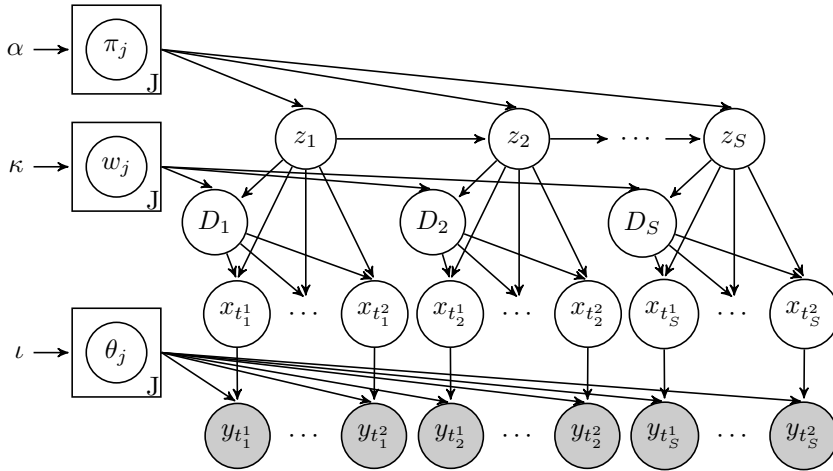 α π_j J
z_1 z_2 ⋯ z_S
κ w_j J
D_1 D_2 D_S
x_{t_1^1} ⋯ x_{t_1^2} x_{t_2^1} ⋯ x_{t_2^2} x_{t_S^1} ⋯ x_{t_S^2}
ι θ_j J
y_{t_1^1} ⋯ y_{t_1^2} y_{t_2^1} ⋯ y_{t_2^2} y_{t_S^1} ⋯ y_{t_S^2}